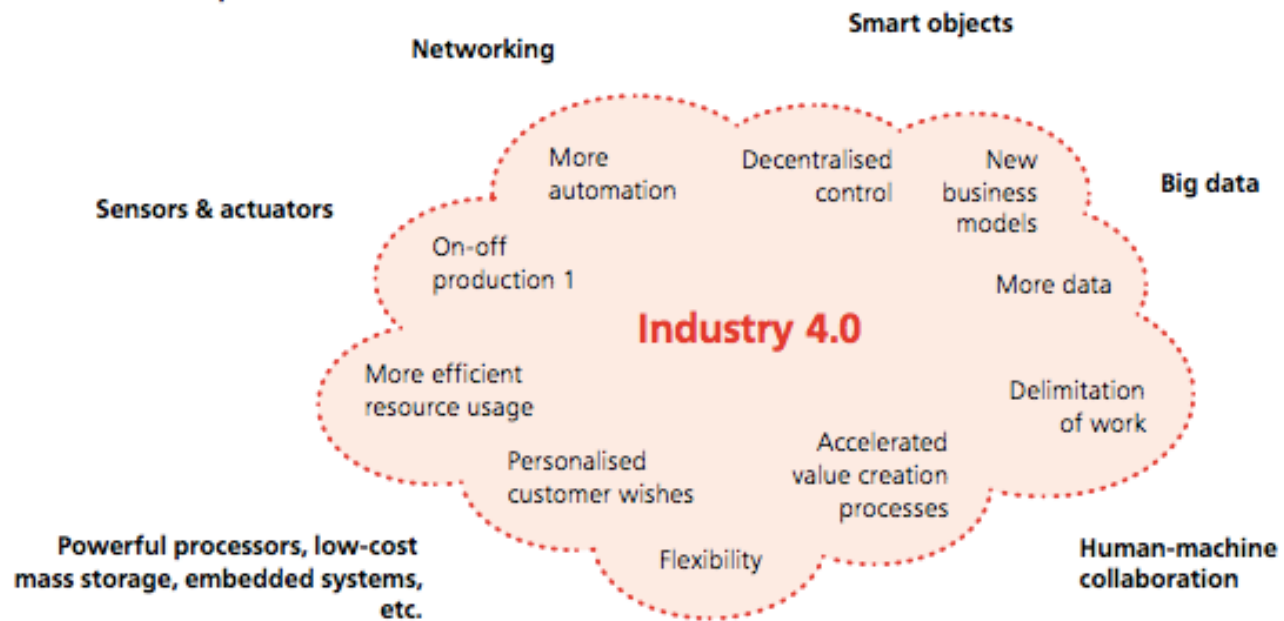 Smart objects
Networking
More
automation
Decentralised
control
New
business
models
Big data
Sensors & actuators
On-off
production 1
More data
Industry 4.0
More efficient
resource usage
Delimitation
of work
Accelerated
value creation
processes
Personalised
customer wishes
Flexibility
Powerful processors, low-cost
mass storage, embedded systems,
etc.
Human-machine
collaboration